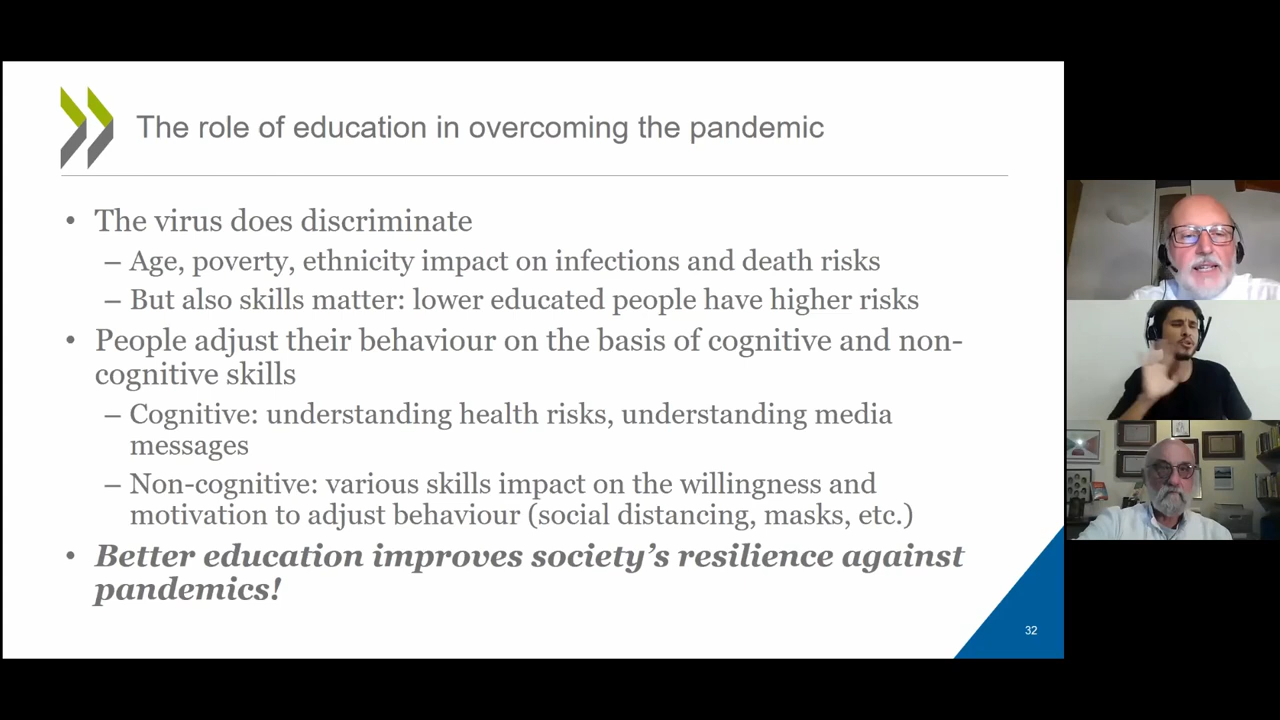 The role of education in overcoming the pandemic
• The virus does discriminate
– Age, poverty, ethnicity impact on infections and death risks
– But also skills matter: lower educated people have higher risks
• People adjust their behaviour on the basis of cognitive and non-
cognitive skills
– Cognitive: understanding health risks, understanding media
messages
– Non-cognitive: various skills impact on the willingness and
motivation to adjust behaviour (social distancing, masks, etc.)
• Better education improves society’s resilience against
pandemics!
32